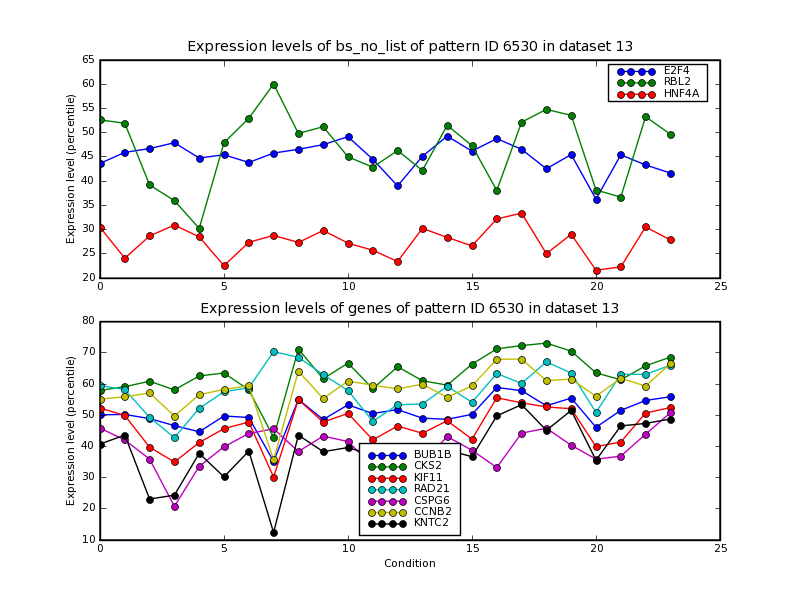 Expression levels of bs_no_list of pattern ID 6530 in dataset 13
65
60
55
50
45
40
35
30
25
20
Expression level (percentile)
E2F4
RBL2
HNF4A
0
5
10
15
20
25
Expression levels of genes of pattern ID 6530 in dataset 13
80
70
60
50
40
30
20
10
Expression level (percentile)
BUB1B
CKS2
KIF11
RAD21
CSPG6
CCNB2
KNTC2
0
5
10
15
20
25
Condition